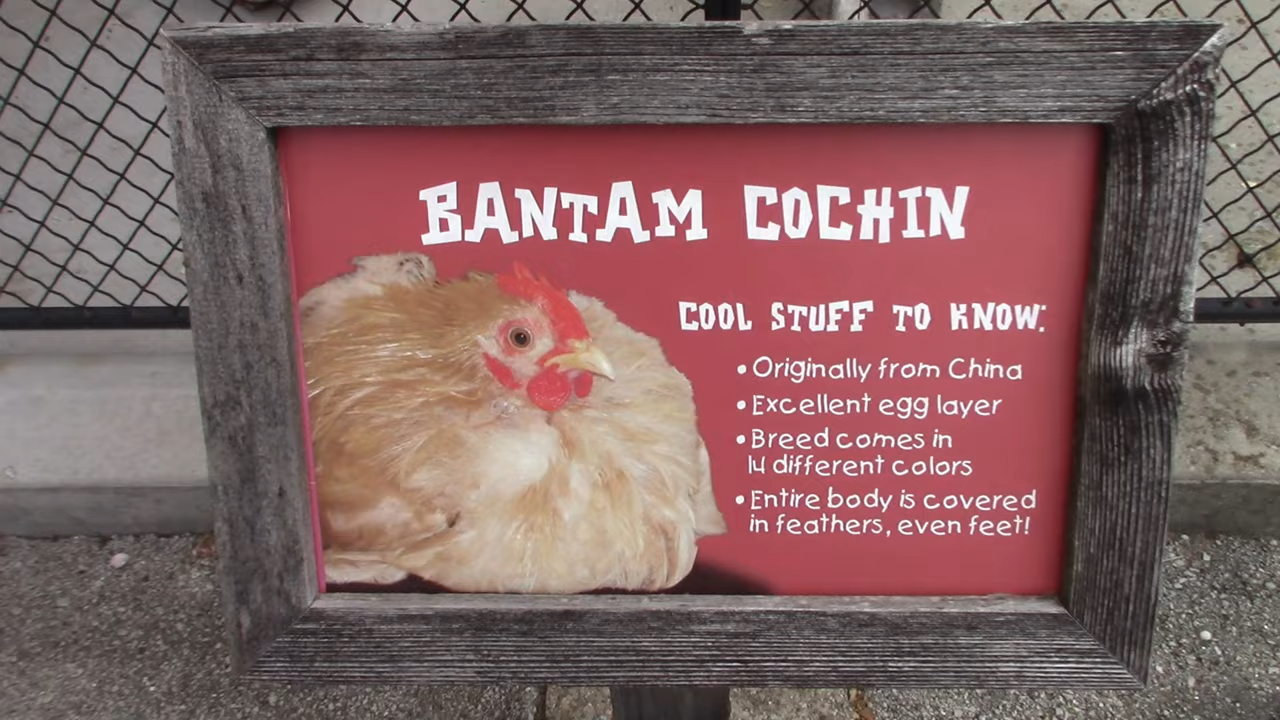 BANTAM COCHIN
COOL STUFF TO KNOW:
• Originally from China
• Excellent egg layer
• Breed comes in
14 different colors
• Entire body is covered
in feathers, even feet!